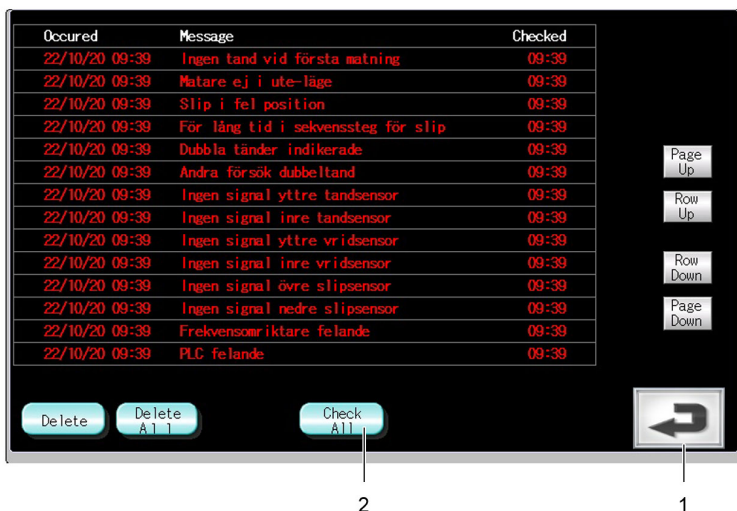 Occured Message Checked
22/10/20 09:39 Ingen tand vid första matning 09:39
22/10/20 09:39 Matare ej i ute-läge 09:39
22/10/20 09:39 Slip i fel position 09:39
22/10/20 09:39 För lång tid i sekvenssteg för slip 09:39
22/10/20 09:39 Dubbla tänder indikerade 09:39
22/10/20 09:39 Andra försök dubbeltand 09:39
22/10/20 09:39 Ingen signal yttre tandsensor 09:39
22/10/20 09:39 Ingen signal inre tandsensor 09:39
22/10/20 09:39 Ingen signal yttre vridsensor 09:39
22/10/20 09:39 Ingen signal inre vridsensor 09:39
22/10/20 09:39 Ingen signal övre slipsensor 09:39
22/10/20 09:39 Ingen signal nedre slipsensor 09:39
22/10/20 09:39 Frekvensomriktare felande 09:39
22/10/20 09:39 PLC felande 09:39
Page
Up
Row
Up
Row
Down
Page
Down
Delete
Delete
All
Check
All
2
1